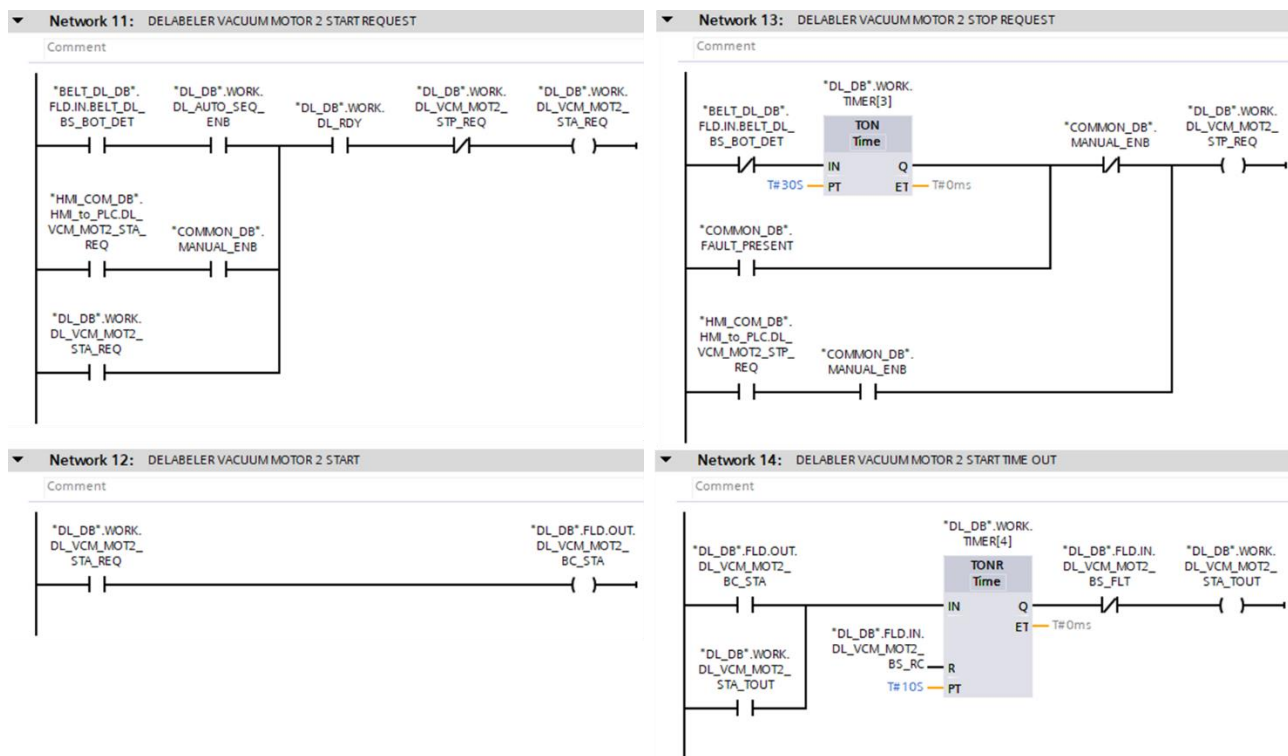 Network 11: DELABELER VACUUM MOTOR 2 START REQUEST
Comment
"BELT_DL_DB".
FLD.IN.BELT_DL_
BS_BOT_DET
"DL_DB".WORK.
DL_AUTO_SEQ_
ENB
"DL_DB".WORK.
DL_RDY
"DL_DB".WORK.
DL_VCM_MOT2_
STP_REQ
"DL_DB".WORK.
DL_VCM_MOT2_
STA_REQ
"HMI_COM_DB".
HMI_to_PLC.DL_
VCM_MOT2_STA_
REQ
"COMMON_DB".
MANUAL_ENB
"DL_DB".WORK.
DL_VCM_MOT2_
STA_REQ
Network 12: DELABELER VACUUM MOTOR 2 START
Comment
"DL_DB".WORK.
DL_VCM_MOT2_
STA_REQ
"DL_DB".FLD.OUT.
DL_VCM_MOT2_
BC_STA
Network 13: DELABLER VACUUM MOTOR 2 STOP REQUEST
Comment
"BELT_DL_DB".
FLD.IN.BELT_DL_
BS_BOT_DET
"DL_DB".WORK.
TIMER[3]
TON
Time
IN Q
T#30S PT ET T#0ms
"COMMON_DB".
MANUAL_ENB
"DL_DB".WORK.
DL_VCM_MOT2_
STP_REQ
"COMMON_DB".
FAULT_PRESENT
"HMI_COM_DB".
HMI_to_PLC.DL_
VCM_MOT2_STP_
REQ
"COMMON_DB".
MANUAL_ENB
Network 14: DELABLER VACUUM MOTOR 2 START TIME OUT
Comment
"DL_DB".FLD.OUT.
DL_VCM_MOT2_
BC_STA
"DL_DB".WORK.
TIMER[4]
TONR
Time
IN Q
ET T#0ms
"DL_DB".FLD.IN.
DL_VCM_MOT2_
BS_FLT
"DL_DB".WORK.
DL_VCM_MOT2_
STA_TOUT
"DL_DB".FLD.IN.
DL_VCM_MOT2_
BS_RC R
T#10S PT
"DL_DB".WORK.
DL_VCM_MOT2_
STA_TOUT